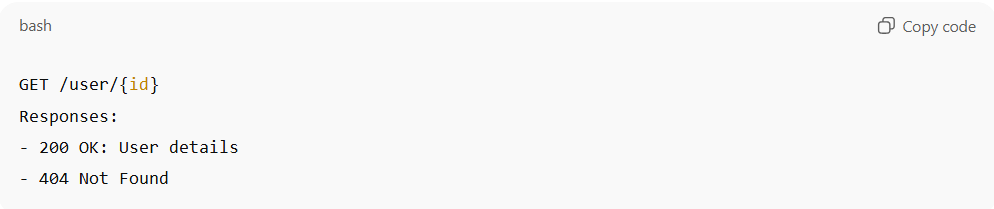 bash
Copy code
GET /user/{id}
Responses:
- 200 OK: User details
- 404 Not Found